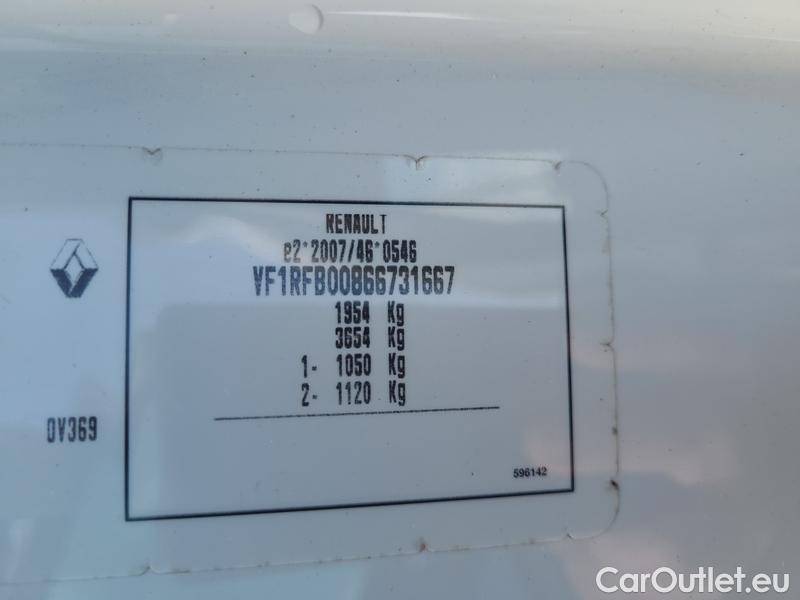 RENAULT
e2*2007/46*0546
VF1RFB00866731667
1954 Kg
3654 Kg
1- 1050 Kg
2- 1120 Kg
0V369
596142
CarOutlet.eu